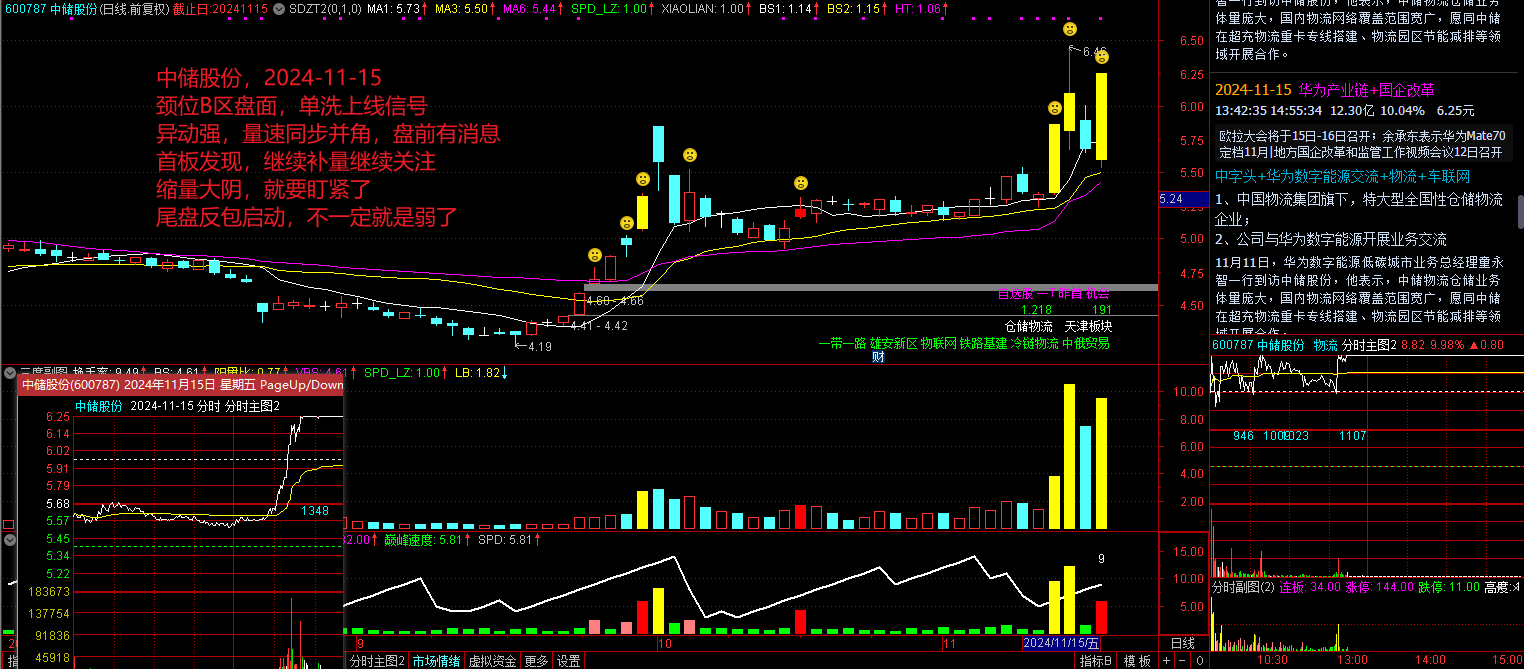 600787 中储股份(日线.前复权) 截止日:20241115 SDZT2(0,1,0) MA1: 5.73↑ MA3: 5.50↑ MA6: 5.44↑ SPD_LZ: 1.00↑ XIAOLIAN: 1.00↑ BS1: 1.14↑ BS2: 1.15↑ HT: 1.06↑
中储股份，2024-11-15
颈位B区盘面，单洗上线信号
异动强，量速同步并角，盘前有消息
首板发现，继续补量继续关注
缩量大阴，就要盯紧了
尾盘反包启动，不一定就是弱了
6.46
4.60 - 4.66
4.41 - 4.42
←4.19
自选股 一T昨首 机会
1.218 191
仓储物流 天津板块
一带一路 雄安新区 物联网 铁路基建 冷链物流 中俄贸易
财
6.50
6.25
6.00
5.75
5.50
5.24
5.00
4.75
4.50
换手率: 9.49↑ BS: 4.61↑ 阳量比: 0.77↑ VBS: 4.61↑ SPD_LZ: 1.00↑ LB: 1.82↓
10.00
8.00
6.00
4.00
2.00
中储股份(600787) 2024年11月15日 星期五 PageUp/Down
中储股份 2024-11-15 分时 分时主图2
6.25
6.14
6.02
5.91
5.79
5.68
5.57
5.45
5.34
5.22
183673
137754
91836
45918
1348
巅峰速度: 5.81↑ SPD: 5.81↑
9
15.00
10.00
5.00
9 10 11 2024/11/15/五 日线
分时主图2 市场情绪 虚拟资金 更多 设置 指标B 模板 + - 0
智一行到访中储股份，他表示，中储物流仓储业务
体量庞大，国内物流网络覆盖范围宽广，愿同中储
在超充物流重卡专线搭建、物流园区节能减排等领
域开展合作。
2024-11-15 华为产业链+国企改革
13:42:35 14:55:34 12.30亿 10.04% 6.25元
欧拉大会将于15日-16日召开；余承东表示华为Mate70
定档11月|地方国企改革和监管工作视频会议12日召开
中字头+华为数字能源交流+物流+车联网
1、中国物流集团旗下，特大型全国性仓储物流
企业；
2、公司与华为数字能源开展业务交流
11月11日，华为数字能源低碳城市业务总经理童永
智一行到访中储股份，他表示，中储物流仓储业务
体量庞大，国内物流网络覆盖范围宽广，愿同中储
在超充物流重卡专线搭建、物流园区节能减排等领
域开展合作。
600787 中储股份 物流 分时主图2 8.82 9.98% ▲0.80
946 1009 1023 1107
分时副图(2) 连板: 34.00 涨停: 144.00 跌停: 11.00 高度:
10:30 13:00 14:00 15:00